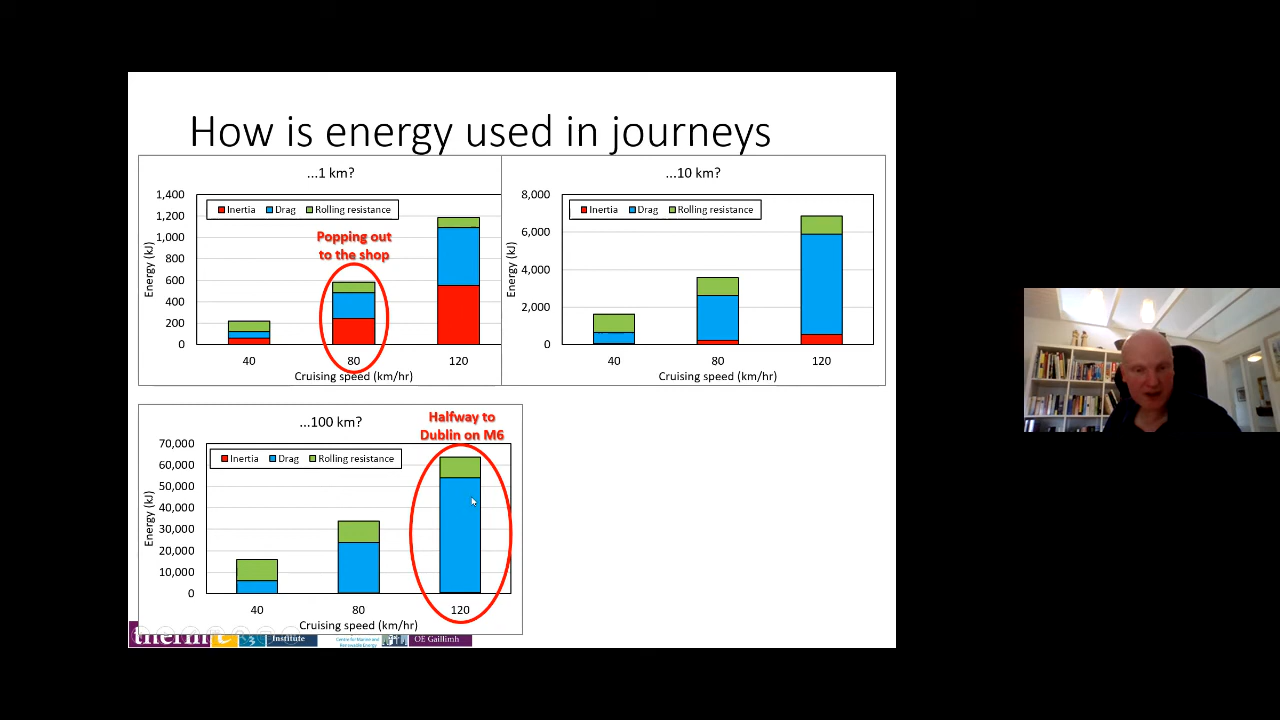 How is energy used in journeys
...1 km?
1,400
1,200
1,000
800
600
400
200
0
Energy (kJ)
Inertia Drag Rolling resistance
Popping out
to the shop
40 80 120
Cruising speed (km/hr)
...10 km?
8,000
6,000
4,000
2,000
0
Energy (kJ)
Inertia Drag Rolling resistance
40 80 120
Cruising speed (km/hr)
...100 km?
70,000
60,000
50,000
40,000
30,000
20,000
10,000
0
Energy (kJ)
Inertia Drag Rolling resistance
Halfway to
Dublin on M6
40 80 120
Cruising speed (km/hr)
Institute
Centre for Marine and
Renewable Energy
OÉ Gaillimh